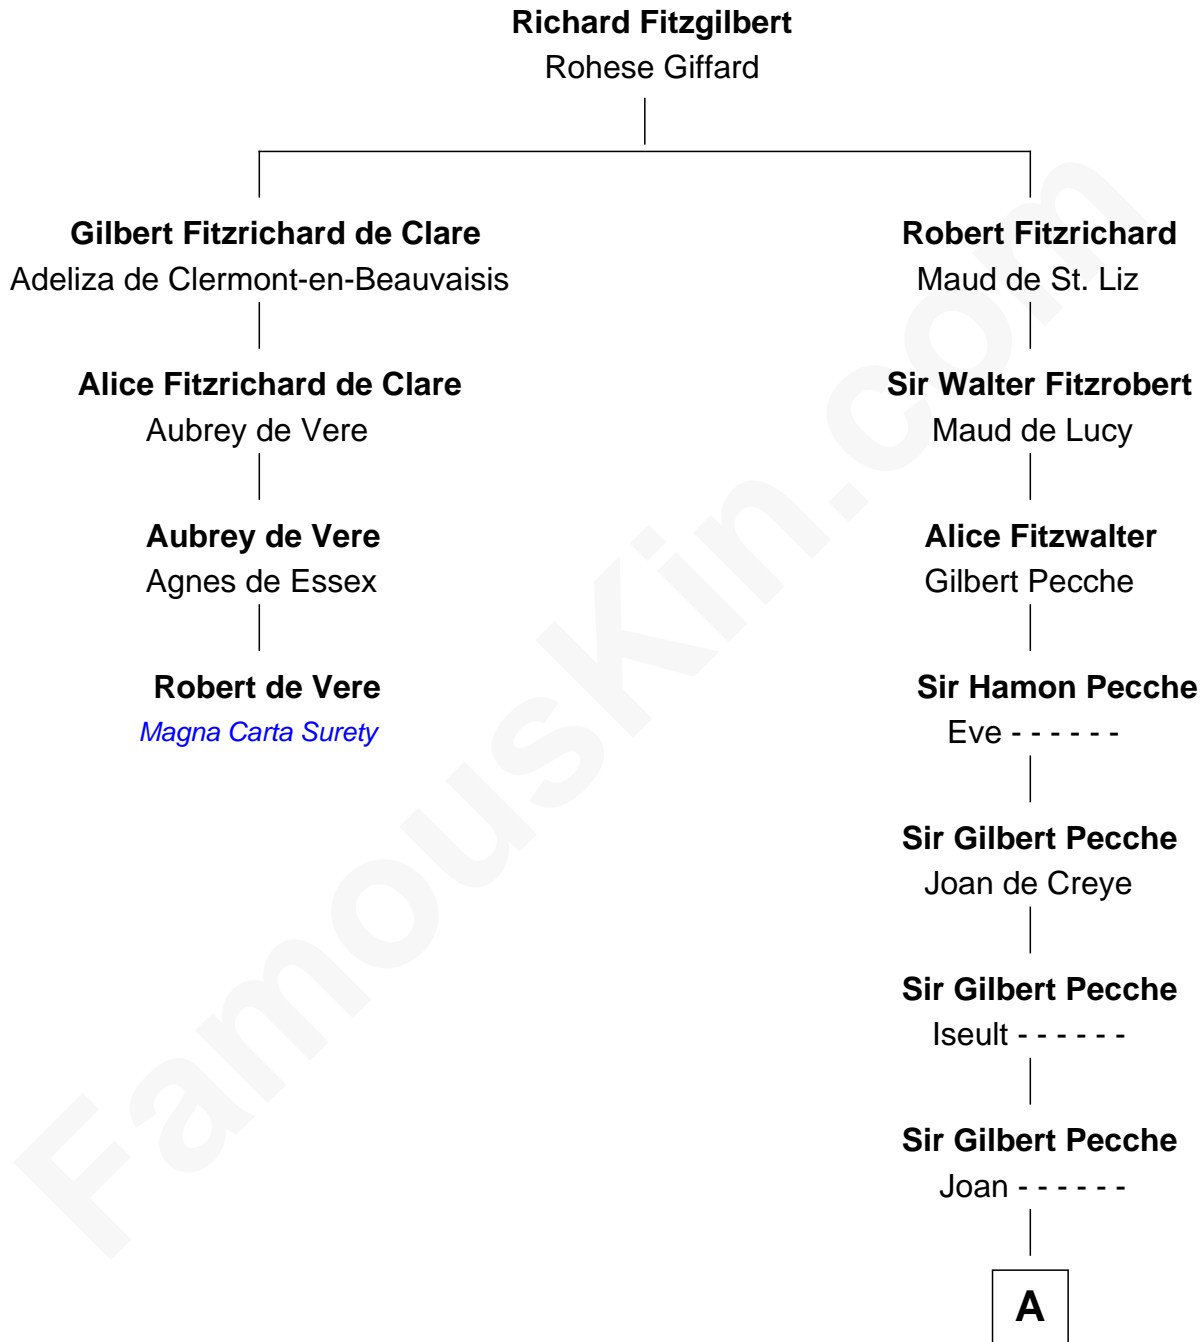 Richard Fitzgilbert
Rohese Giffard
Gilbert Fitzrichard de Clare
Adeliza de Clermont-en-Beauvaisis
Alice Fitzrichard de Clare
Aubrey de Vere
Aubrey de Vere
Agnes de Essex
Robert de Vere
Magna Carta Surety
Robert Fitzrichard
Maud de St. Liz
Sir Walter Fitzrobert
Maud de Lucy
Alice Fitzwalter
Gilbert Pecche
Sir Hamon Pecche
Eve - - - - - -
Sir Gilbert Pecche
Joan de Creye
Sir Gilbert Pecche
Iseult - - - - - -
Sir Gilbert Pecche
Joan - - - - - -
A
FamousKin.com